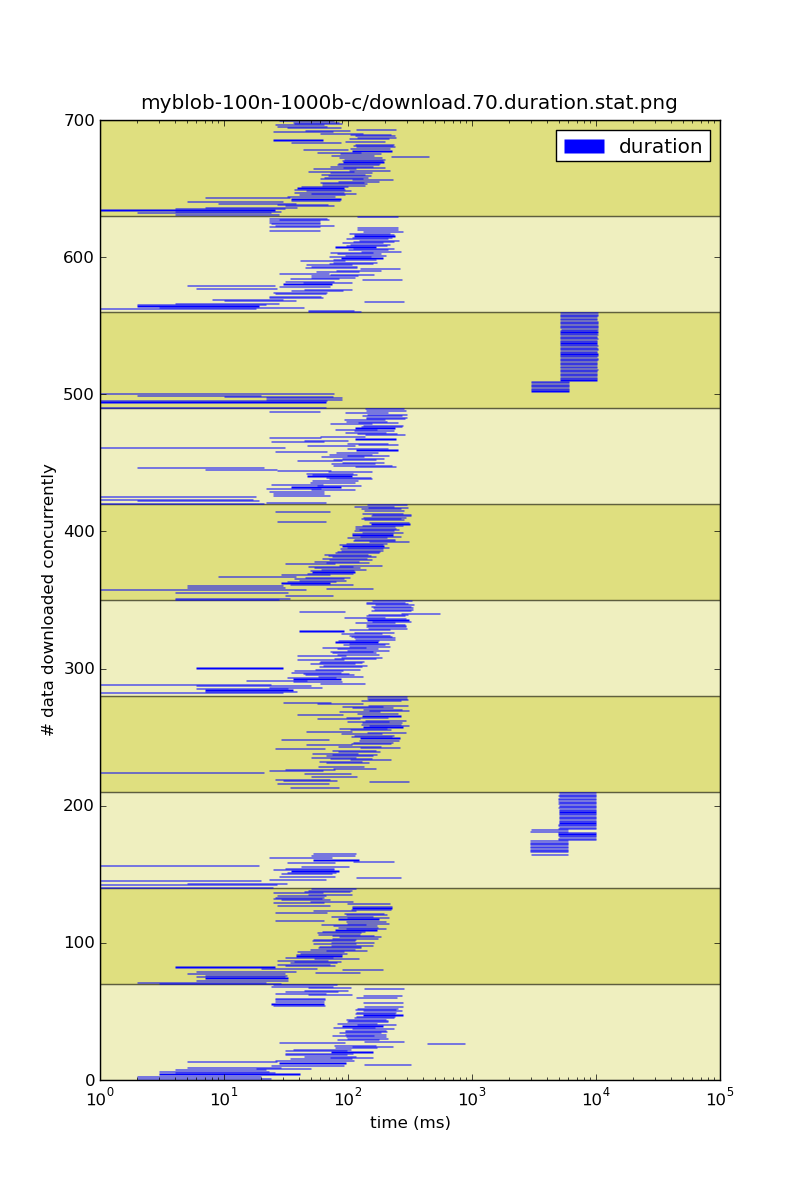 myblob-100n-1000b-c/download.70.duration.stat.png
duration
700
600
500
400
300
200
100
0
# data downloaded concurrently
10^0 10^1 10^2 10^3 10^4 10^5
time (ms)